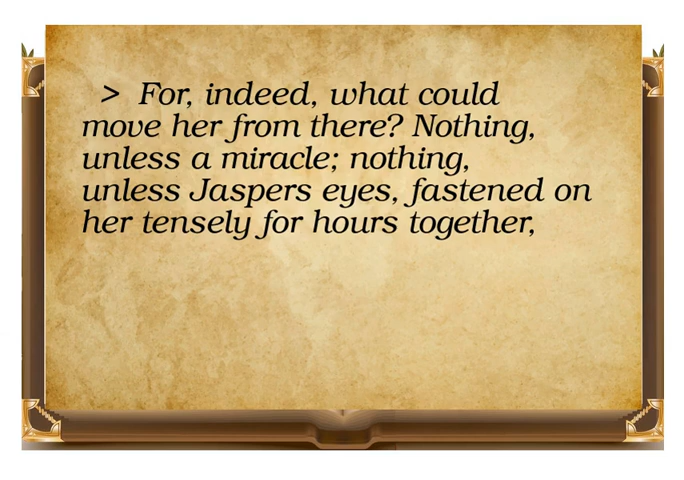 > For, indeed, what could
move her from there? Nothing,
unless a miracle; nothing,
unless Jaspers eyes, fastened on
her tensely for hours together,